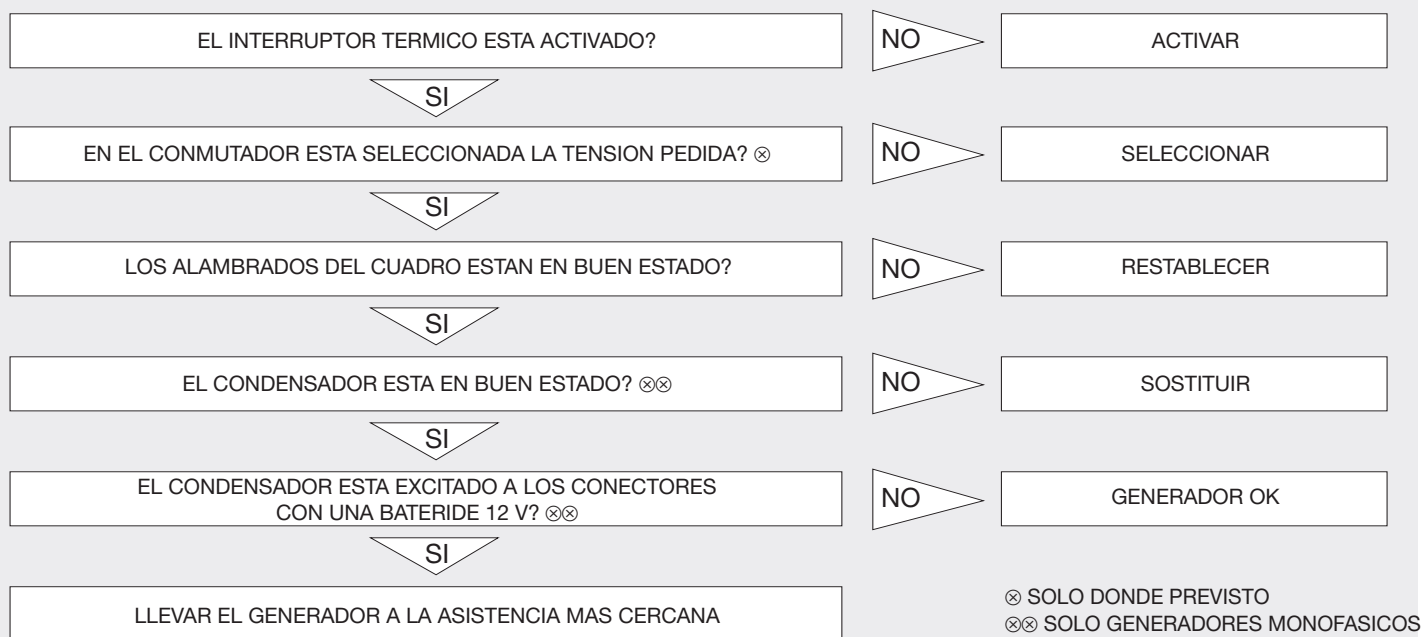 EL INTERRUPTOR TERMICO ESTA ACTIVADO?
NO
ACTIVAR
SI
EN EL CONMUTADOR ESTA SELECCIONADA LA TENSION PEDIDA? ⊗
NO
SELECCIONAR
SI
LOS ALAMBRADOS DEL CUADRO ESTAN EN BUEN ESTADO?
NO
RESTABLECER
SI
EL CONDENSADOR ESTA EN BUEN ESTADO? ⊗⊗
NO
SOSTITUIR
SI
EL CONDENSADOR ESTA EXCITADO A LOS CONECTORES
CON UNA BATERIDE 12 V? ⊗⊗
NO
GENERADOR OK
SI
LLEVAR EL GENERADOR A LA ASISTENCIA MAS CERCANA
⊗ SOLO DONDE PREVISTO
⊗⊗ SOLO GENERADORES MONOFASICOS